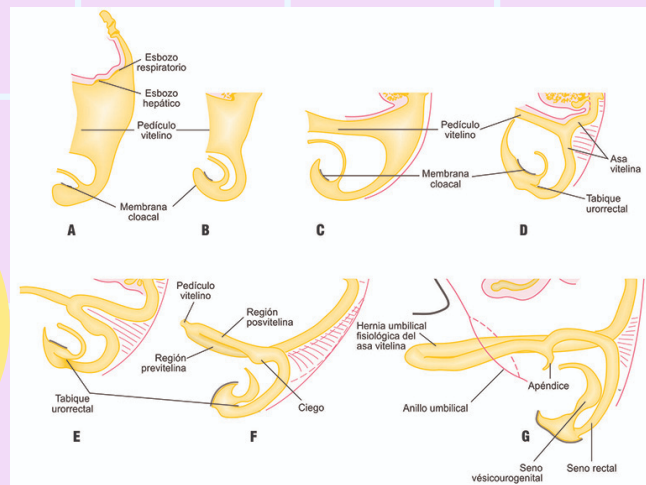 Esbozo
respiratorio
Esbozo
hepático
Pedículo
vitelino
Membrana
cloacal
A
B
Pedículo
vitelino
Membrana
cloacal
Asa
vitelina
Tabique
urorrectal
C
D
Pedículo
vitelino
Región
posvitelina
Región
previtelina
Tabique
urorrectal
Ciego
E
F
Hernia umbilical
fisiológica del
asa vitelina
Anillo umbilical
Apéndice
G
Seno
vésicourogenital
Seno rectal